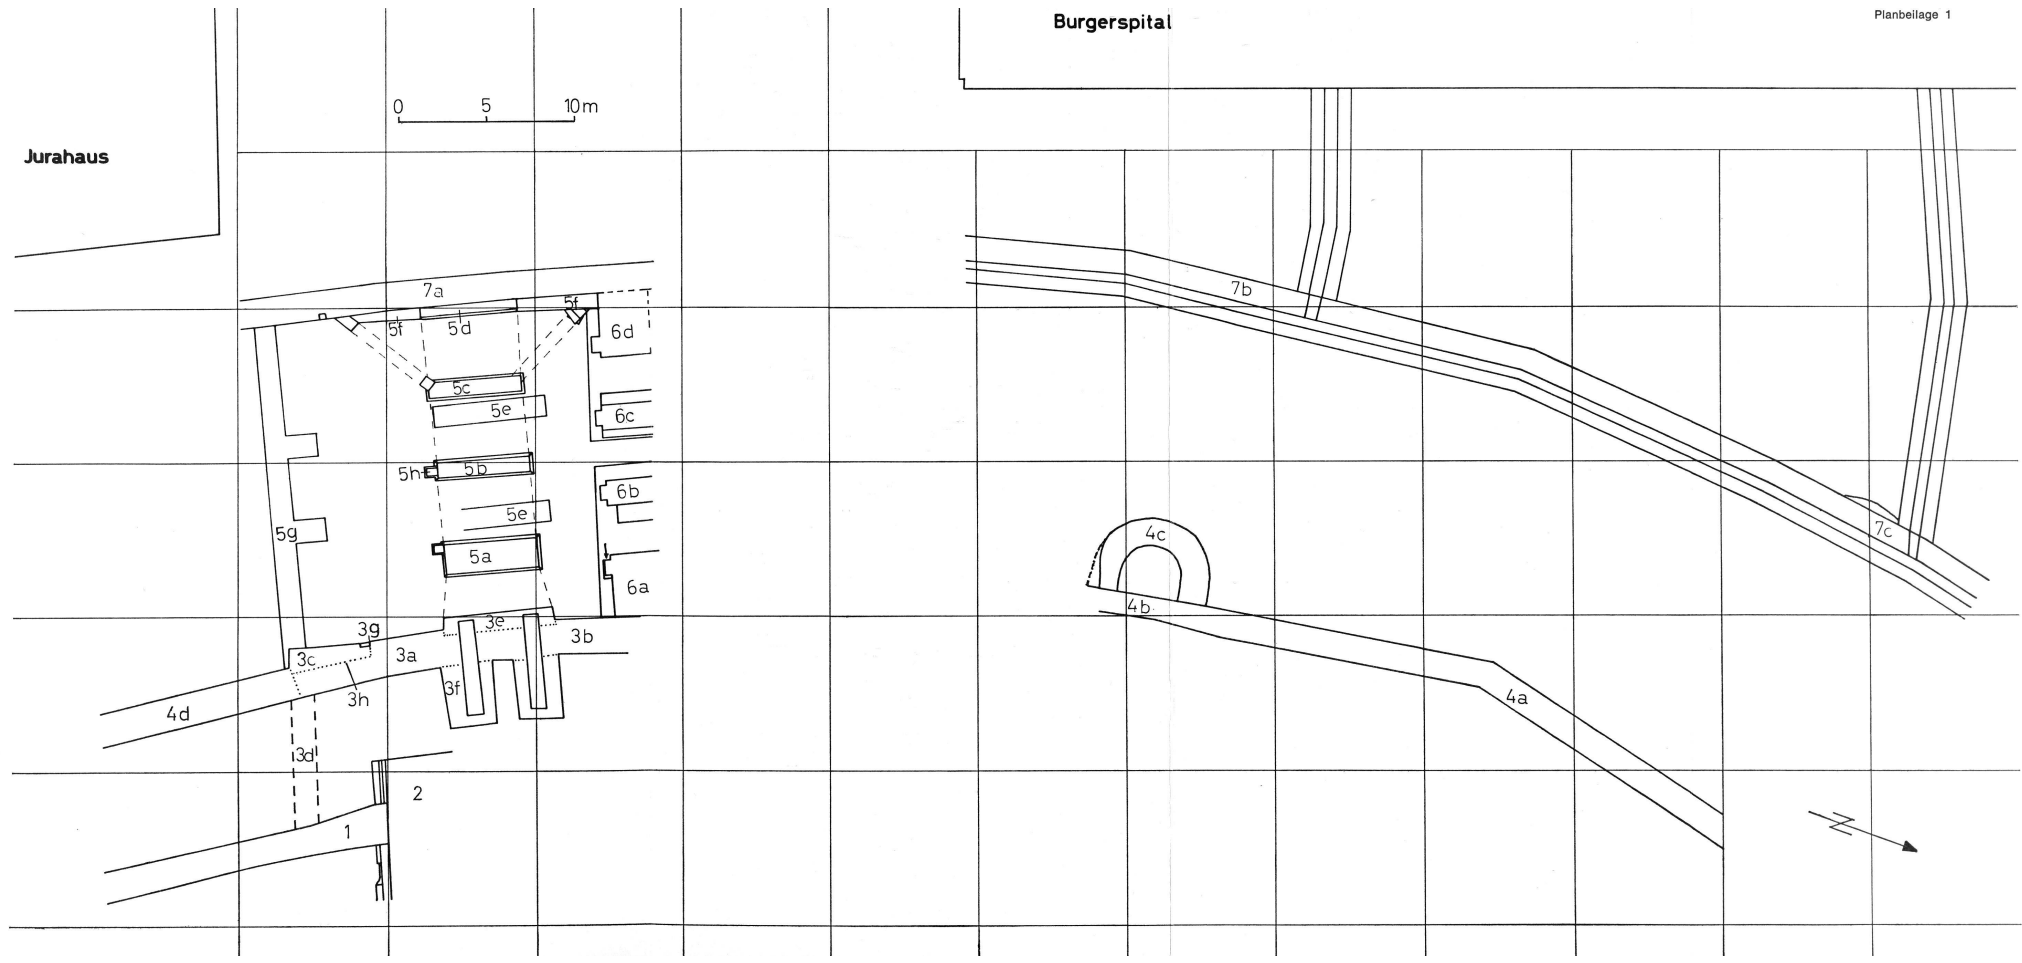 Burgerspital
Planbeilage 1
0 5 10m
Jurahaus
7a
7b
5f
5d
5f
6d
5c
5e
6c
5h
5b
6b
5e
5g
4c
7c
5a
6a
4b
3g
3e
3b
3c
3a
3h
3f
4a
4d
3d
2
1
N